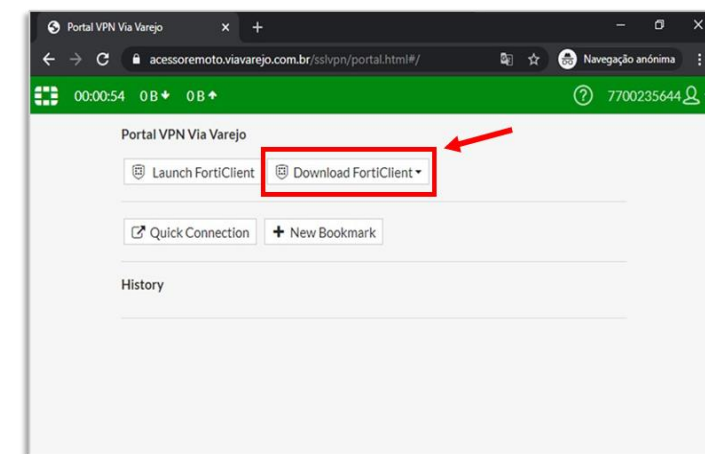 Portal VPN Via Varejo
acessoremoto.viavarejo.com.br/sslvpn/portal.html#/ Navegação anónima
00:00:54 0 B 0 B 7700235644
Portal VPN Via Varejo
Launch FortiClient Download FortiClient
Quick Connection New Bookmark
History